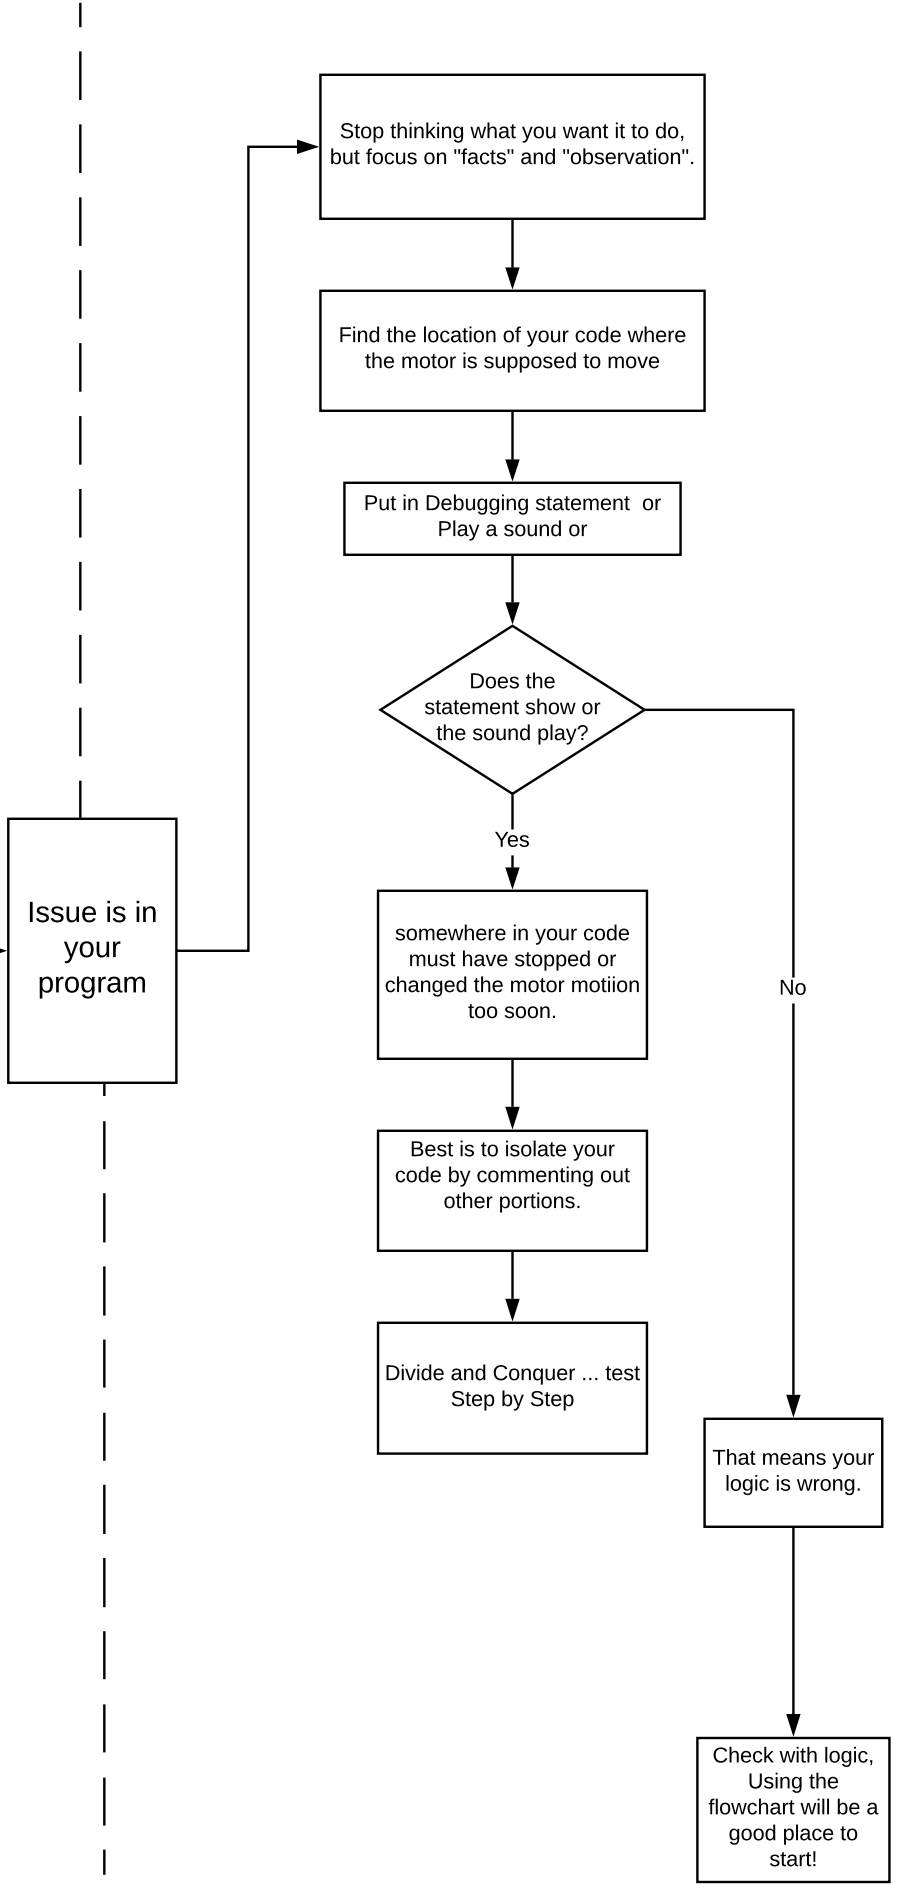 Stop thinking what you want it to do,
but focus on "facts" and "observation".
Find the location of your code where
the motor is supposed to move
Put in Debugging statement  or
Play a sound or
Does the
statement show or
the sound play?
Yes
Issue is in
your
program
somewhere in your code
must have stopped or
changed the motor motiion
too soon.
No
Best is to isolate your
code by commenting out
other portions.
Divide and Conquer ... test
Step by Step
That means your
logic is wrong.
Check with logic,
Using the
flowchart will be a
good place to
start!